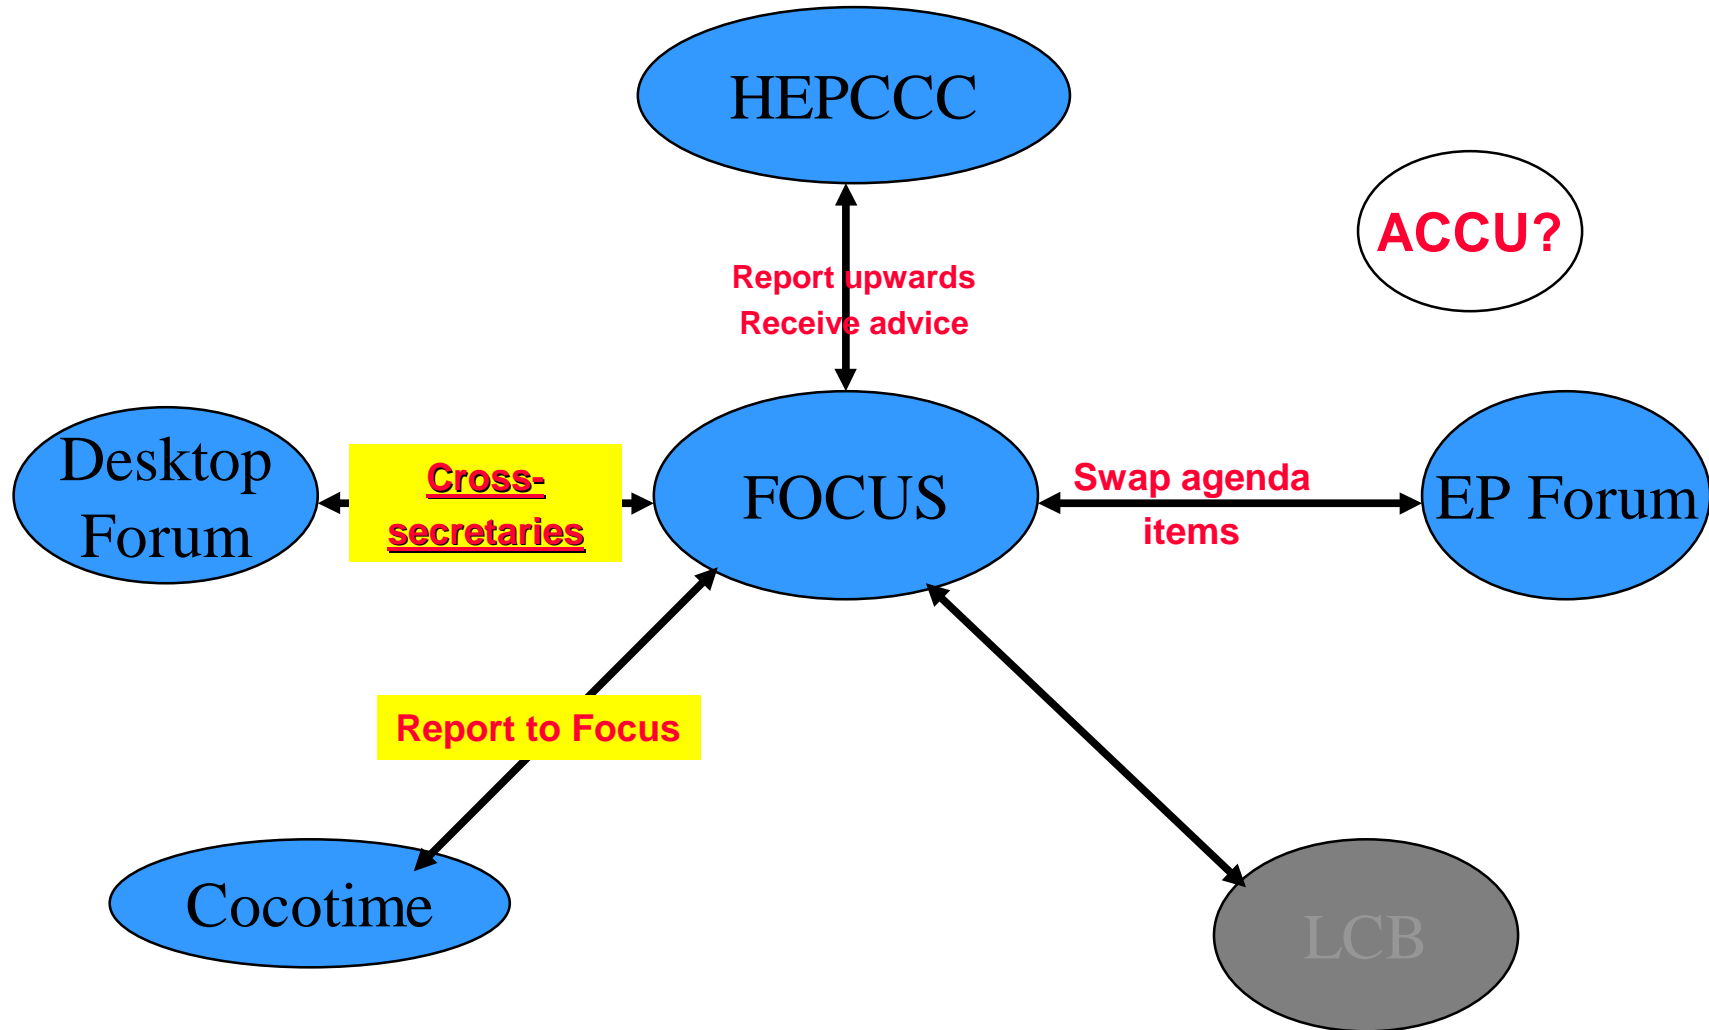 HEPCCC
ACCU?
Report upwards
Receive advice
Desktop
Forum
Cross-
secretaries
FOCUS
Swap agenda
items
EP Forum
Report to Focus
Cocotime
LCB